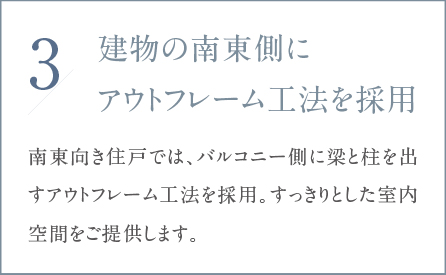 3
建物の南東側に
アウトフレーム工法を採用
南東向き住戸では、バルコニー側に梁と柱を出
すアウトフレーム工法を採用。すっきりとした室内
空間をご提供します。